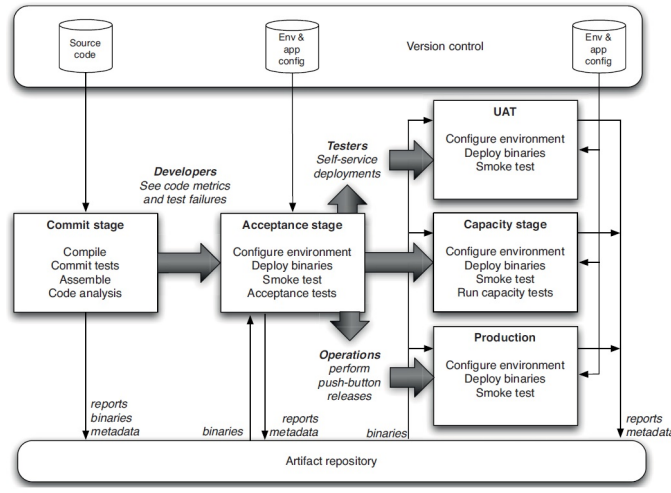 Version control
Source
code
Env &
app
config
Env &
app
config
Developers
See code metrics
and test failures
Testers
Self-service
deployments
UAT
Configure environment
Deploy binaries
Smoke test
Commit stage
Compile
Commit tests
Assemble
Code analysis
Acceptance stage
Configure environment
Deploy binaries
Smoke test
Acceptance tests
Capacity stage
Configure environment
Deploy binaries
Smoke test
Run capacity tests
Operations
perform
push-button
releases
Production
Configure environment
Deploy binaries
Smoke test
reports
binaries
metadata
binaries
reports
metadata
binaries
reports
metadata
Artifact repository